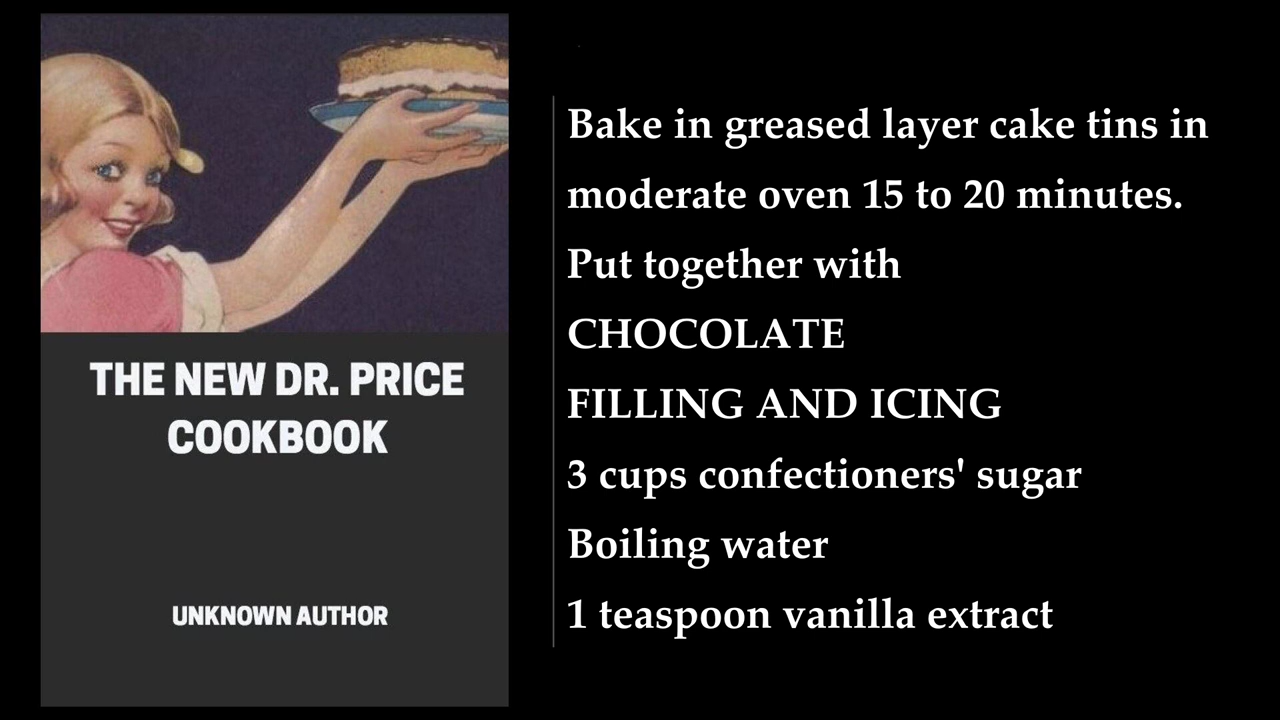 THE NEW DR. PRICE
COOKBOOK
UNKNOWN AUTHOR
Bake in greased layer cake tins in
moderate oven 15 to 20 minutes.
Put together with
CHOCOLATE
FILLING AND ICING
3 cups confectioners' sugar
Boiling water
1 teaspoon vanilla extract